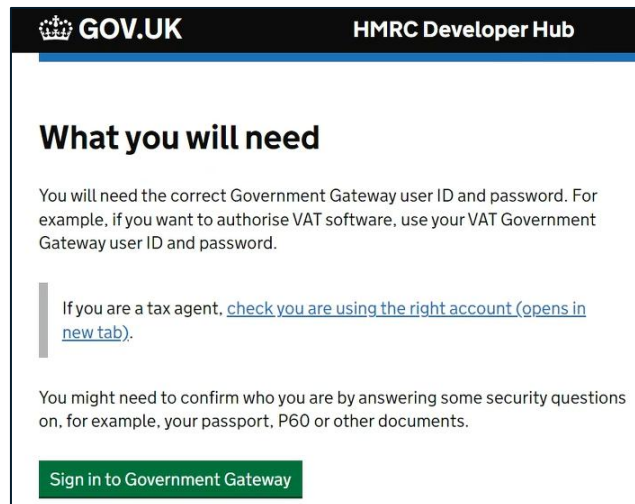 GOV.UK HMRC Developer Hub
What you will need
You will need the correct Government Gateway user ID and password. For
example, if you want to authorise VAT software, use your VAT Government
Gateway user ID and password.
If you are a tax agent, check you are using the right account (opens in
new tab).
You might need to confirm who you are by answering some security questions
on, for example, your passport, P60 or other documents.
Sign in to Government Gateway